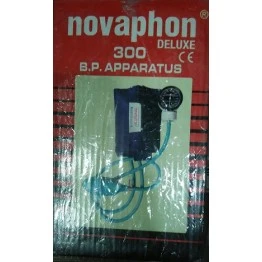 novaphon®
DELUXE
300 CE
B.P. APPARATUS